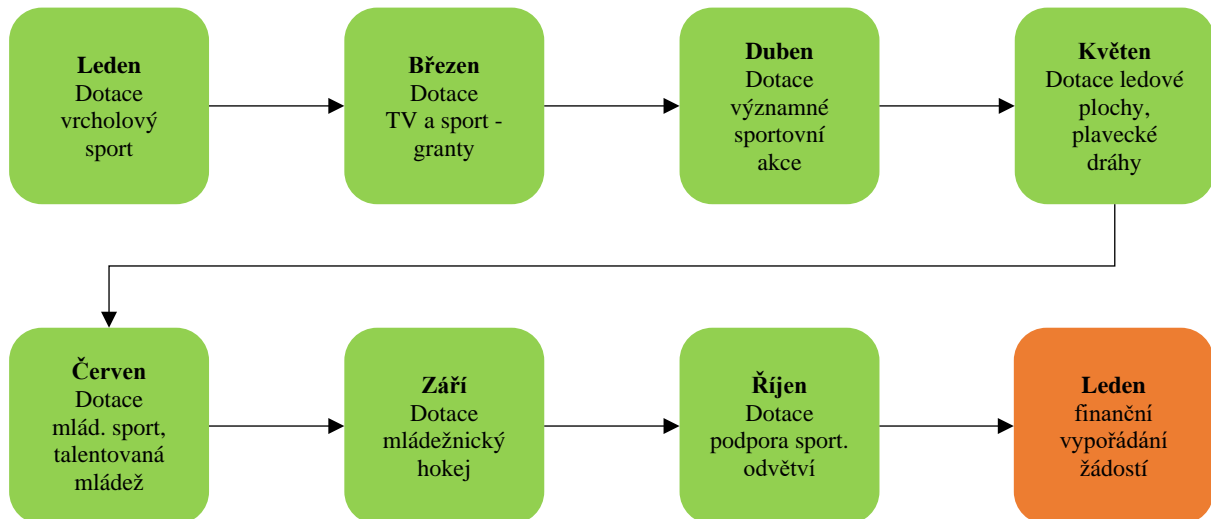 Leden
Dotace
vrcholový
sport
Březen
Dotace
TV a sport -
granty
Duben
Dotace
významné
sportovní
akce
Květen
Dotace ledové
plochy,
plavecké
dráhy
Červen
Dotace
mlád. sport,
talentovaná
mládež
Září
Dotace
mládežnický
hokej
Říjen
Dotace
podpora sport.
odvětví
Leden
finanční
vypořádání
žádostí